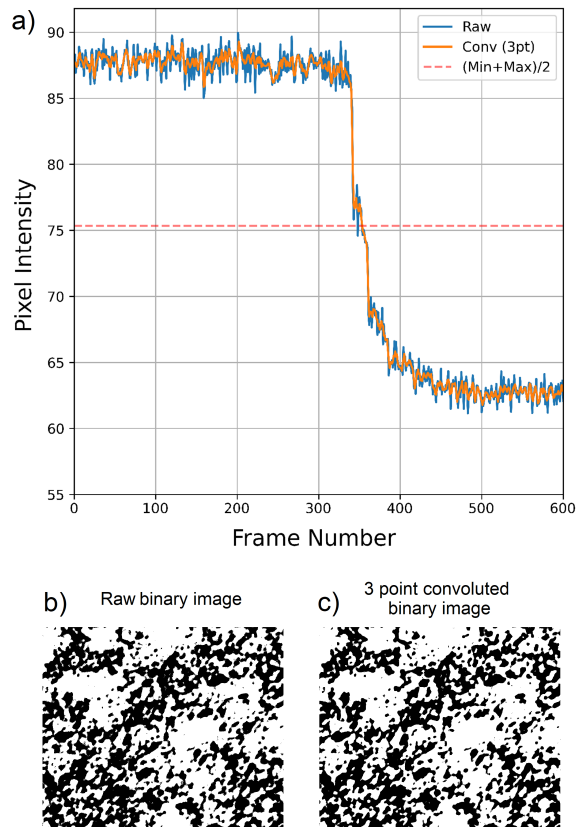 a)
90
85
80
75
70
65
60
55
Pixel Intensity
Raw
Conv (3pt)
(Min+Max)/2
0 100 200 300 400 500 600
Frame Number
b) Raw binary image
c) 3 point convoluted
binary image